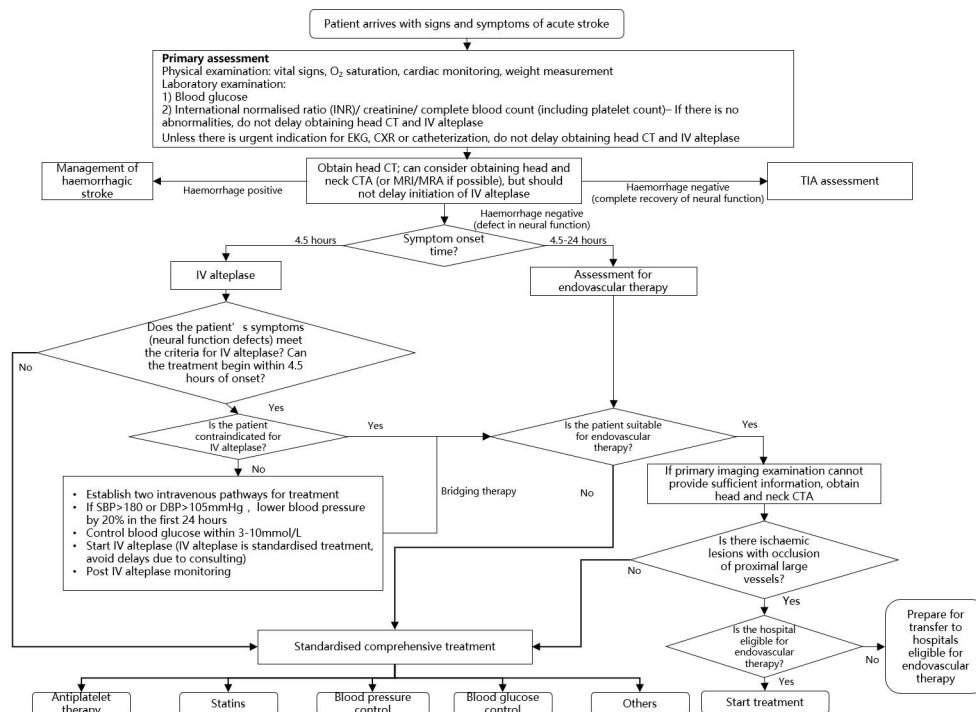 Patient arrives with signs and symptoms of acute stroke
Primary assessment
Physical examination: vital signs, O₂ saturation, cardiac monitoring, weight measurement
Laboratory examination:
1) Blood glucose
2) International normalised ratio (INR)/ creatinine/ complete blood count (including platelet count)– If there is no
abnormalities, do not delay obtaining head CT and IV alteplase
Unless there is urgent indication for EKG, CXR or catheterization, do not delay obtaining head CT and IV alteplase
Management of
haemorrhagic
stroke
Haemorrhage positive
Obtain head CT; can consider obtaining head and
neck CTA (or MRI/MRA if possible), but should
not delay initiation of IV alteplase
Haemorrhage negative
(complete recovery of neural function)
TIA assessment
Haemorrhage negative
(defect in neural function)
4.5 hours
Symptom onset
time?
4.5-24 hours
IV alteplase
Assessment for
endovascular therapy
Does the patient's symptoms
(neural function defects) meet
the criteria for IV alteplase? Can
the treatment begin within 4.5
hours of onset?
No
Yes
Is the patient
contraindicated for
IV alteplase?
Yes
No
Is the patient suitable
for endovascular
therapy?
Yes
No
Bridging therapy
• Establish two intravenous pathways for treatment
• If SBP>180 or DBP>105mmHg , lower blood pressure
by 20% in the first 24 hours
• Control blood glucose within 3-10mmol/L
• Start IV alteplase (IV alteplase is standardised treatment,
avoid delays due to consulting)
• Post IV alteplase monitoring
If primary imaging examination cannot
provide sufficient information, obtain
head and neck CTA
Is there ischaemic
lesions with occlusion
of proximal large
vessels?
No
Yes
Is the hospital
eligible for
endovascular
therapy?
No
Yes
Prepare for
transfer to
hospitals
eligible for
endovascular
therapy
Standardised comprehensive treatment
Antiplatelet
therapy
Statins
Blood pressure
control
Blood glucose
control
Others
Start treatment